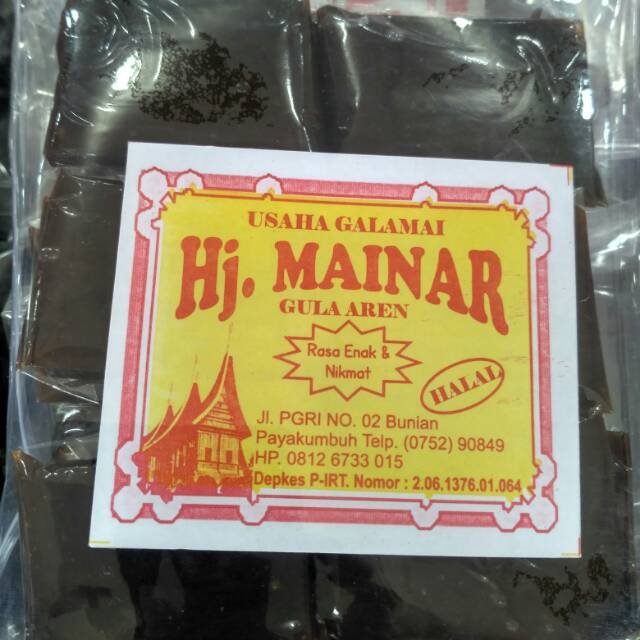 USAHA GALAMAI
Hj. MAINAR
GULA AREN
Rasa Enak &
Nikmat
HALAL
Jl. PGRI NO. 02 Bunian
Payakumbuh Telp. (0752) 90849
HP. 0812 6733 015
Depkes P-IRT. Nomor : 2.06.1376.01.064